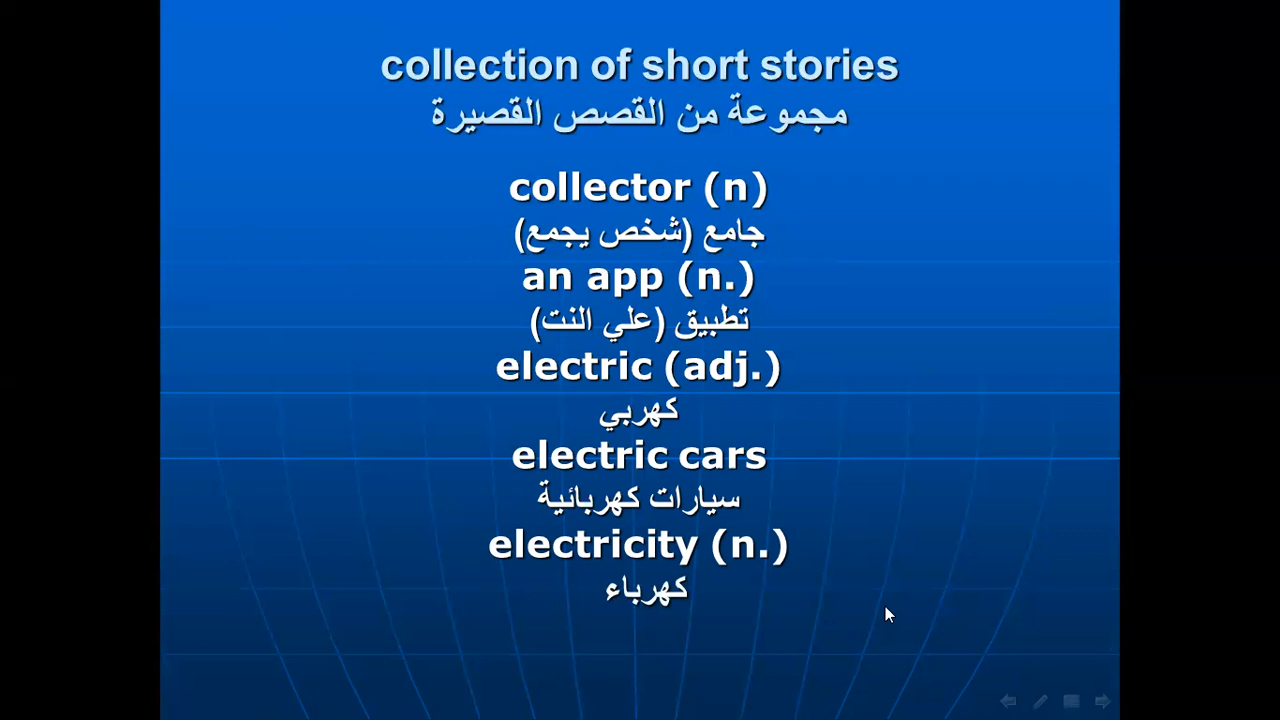 collection of short stories
مجموعة من القصص القصيرة
collector (n)
جامع (شخص يجمع)
an app (n.)
تطبيق (علي النت)
electric (adj.)
كهربي
electric cars
سيارات كهربائية
electricity (n.)
كهرباء